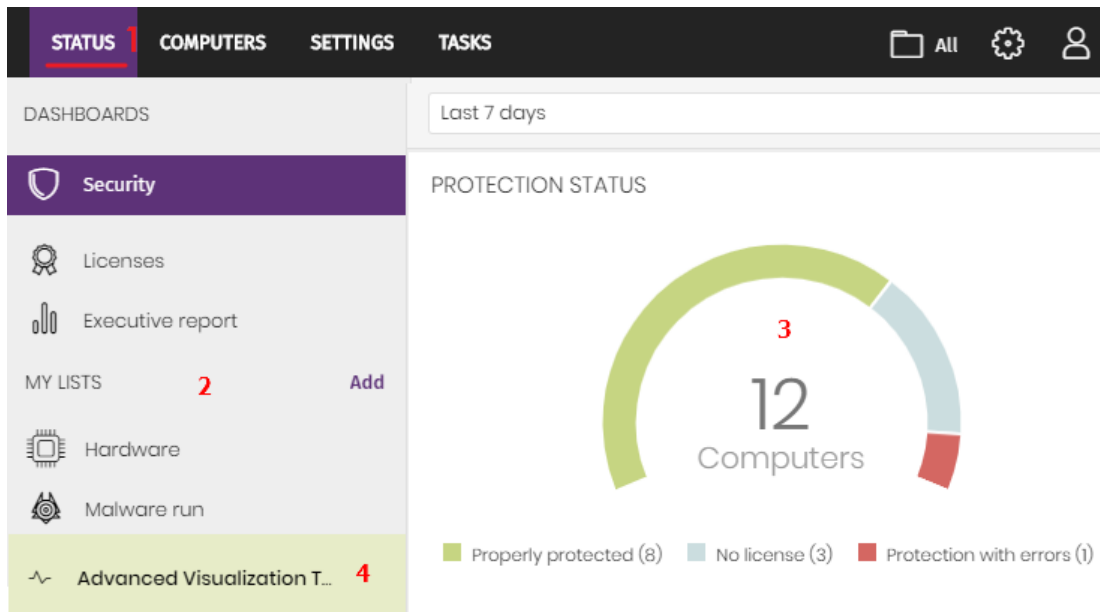 STATUS 1 COMPUTERS SETTINGS TASKS All
DASHBOARDS
Last 7 days
Security
PROTECTION STATUS
Licenses
Executive report
3
MY LISTS 2 Add
12
Computers
Hardware
Malware run
Properly protected (8) No license (3) Protection with errors (1)
Advanced Visualization T... 4